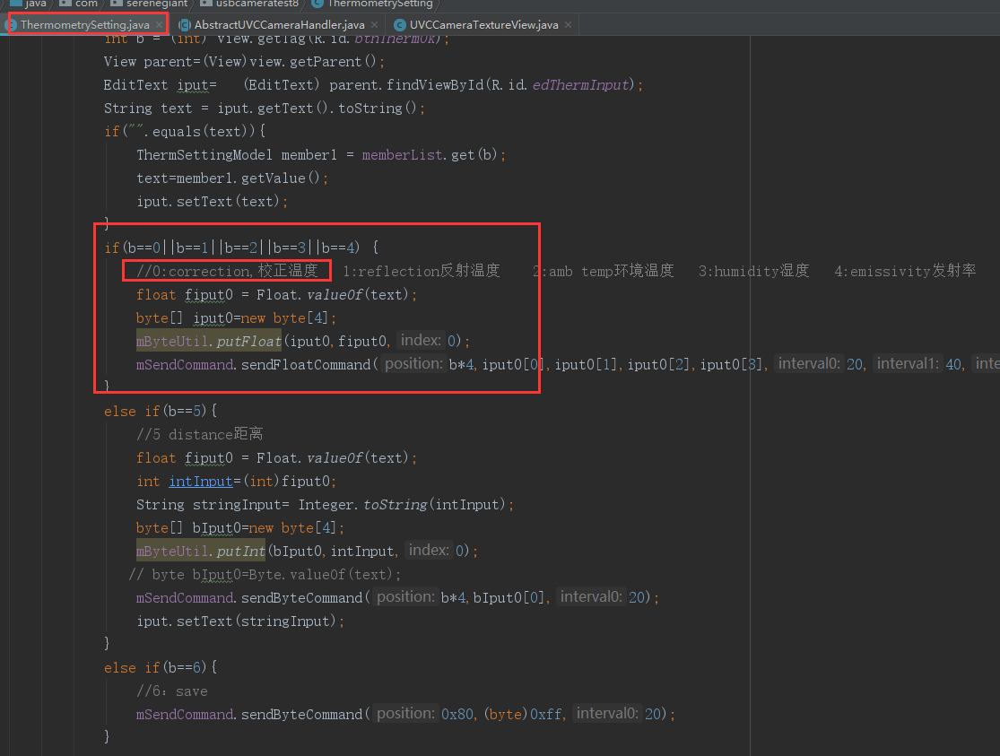 java com serenegiant usbcameratest8 ThermometrySetting
ThermometrySetting.java AbstractUVCCameraHandler.java UVCCameraTextureView.java
int b = (int) view.getTag(R.id.btnThermOk);
View parent=(View)view.getParent();
EditText iput= (EditText) parent.findViewById(R.id.edThermInput);
String text = iput.getText().toString();
if("".equals(text)){
ThermSettingModel member1 = memberList.get(b);
text=member1.getValue();
iput.setText(text);
}
if(b==0||b==1||b==2||b==3||b==4) {
//0:correction,校正温度 1:reflection反射温度 2:amb temp环境温度 3:humidity湿度 4:emissivity发射率
float fiput0 = Float.valueOf(text);
byte[] iput0=new byte[4];
mByteUtil.putFloat(iput0,fiput0, index: 0);
mSendCommand.sendFloatCommand( position: b*4,iput0[0],iput0[1],iput0[2],iput0[3], interval0: 20, interval1: 40, inte
}
else if(b==5){
//5 distance距离
float fiput0 = Float.valueOf(text);
int intInput=(int)fiput0;
String stringInput= Integer.toString(intInput);
byte[] bIput0=new byte[4];
mByteUtil.putInt(bIput0,intInput, index: 0);
// byte bIput0=Byte.valueOf(text);
mSendCommand.sendByteCommand( position: b*4,bIput0[0], interval0: 20);
iput.setText(stringInput);
}
else if(b==6){
//6：save
mSendCommand.sendByteCommand( position: 0x80,(byte)0xff, interval0: 20);
}